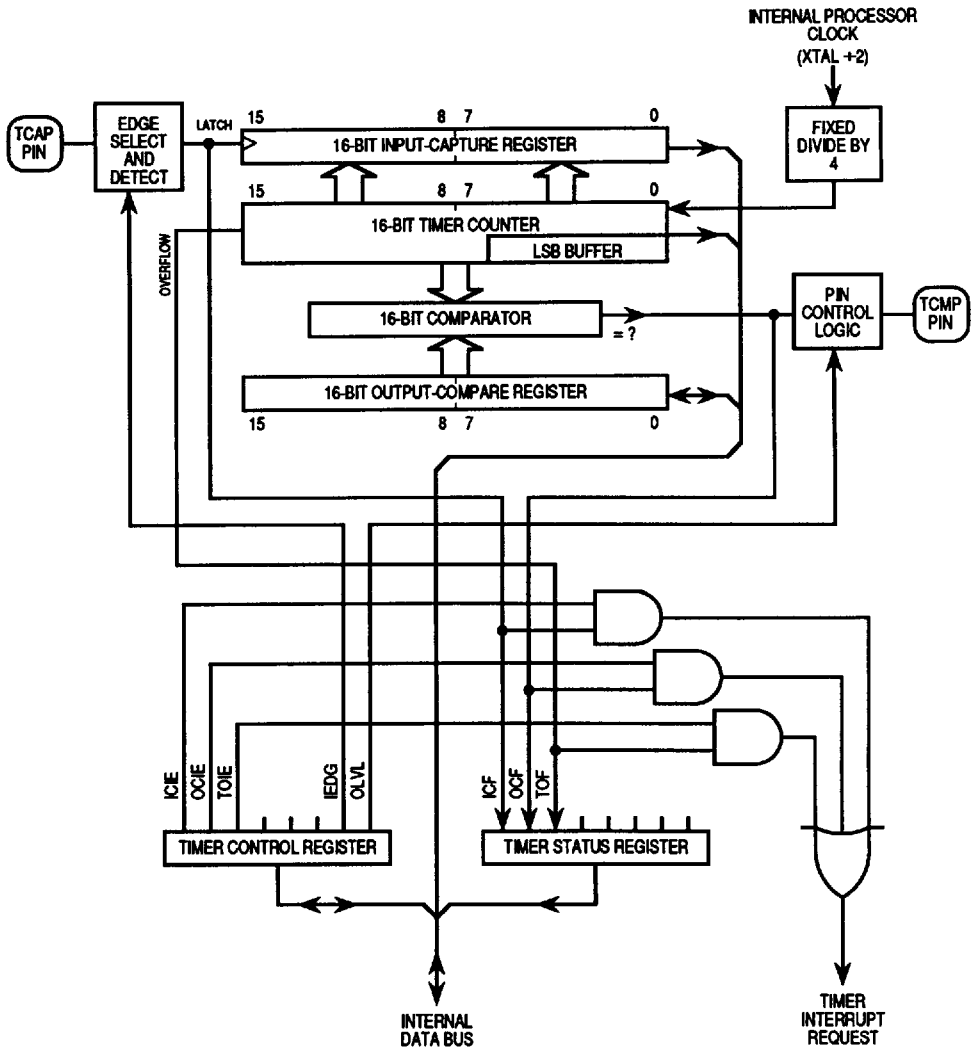 INTERNAL PROCESSOR
CLOCK
(XTAL ÷2)
TCAP
PIN
EDGE
SELECT
AND
DETECT
LATCH
15
8 7
0
16-BIT INPUT-CAPTURE REGISTER
FIXED
DIVIDE BY
4
15
8 7
0
16-BIT TIMER COUNTER
LSB BUFFER
OVERFLOW
16-BIT COMPARATOR
= ?
PIN
CONTROL
LOGIC
TCMP
PIN
16-BIT OUTPUT-COMPARE REGISTER
15
8 7
0
ICIE
OCIE
TOIE
IEDG
OLVL
ICF
OCF
TOF
TIMER CONTROL REGISTER
TIMER STATUS REGISTER
INTERNAL
DATA BUS
TIMER
INTERRUPT
REQUEST